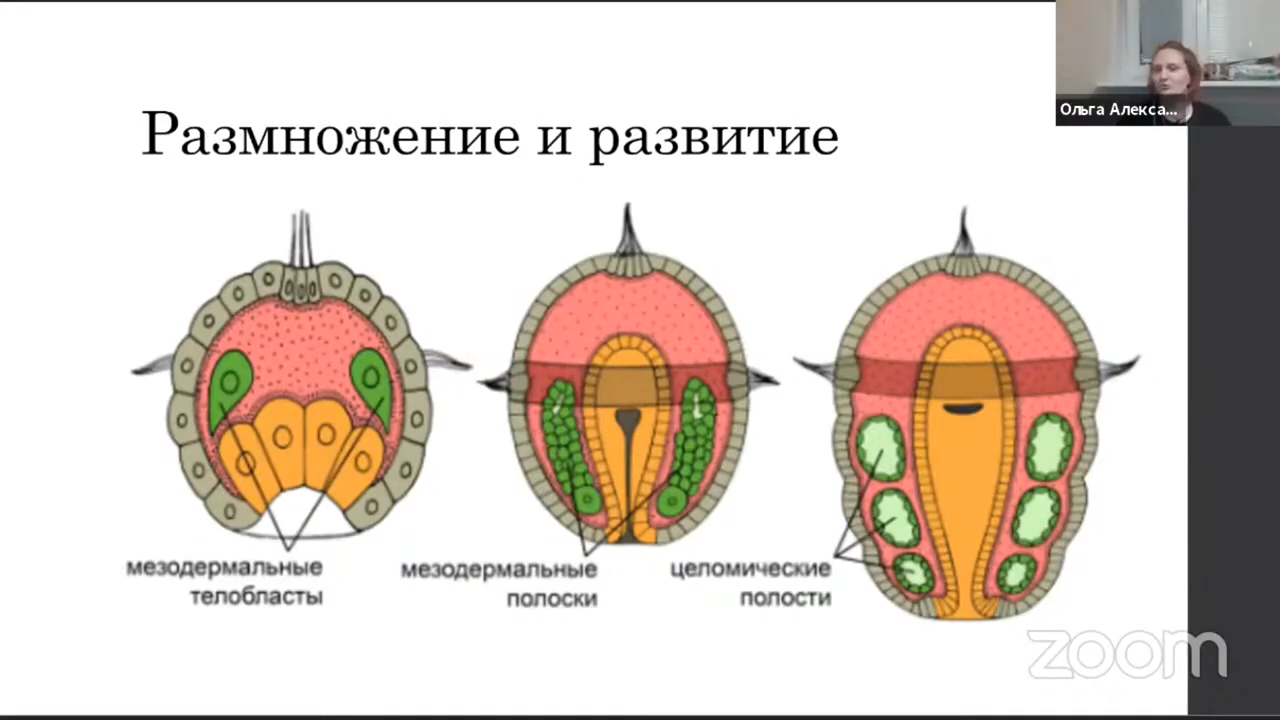 Ольга Алекса...
Размножение и развитие
мезодермальные
телобласты
мезодермальные
полоски
целомические
полости
zoom